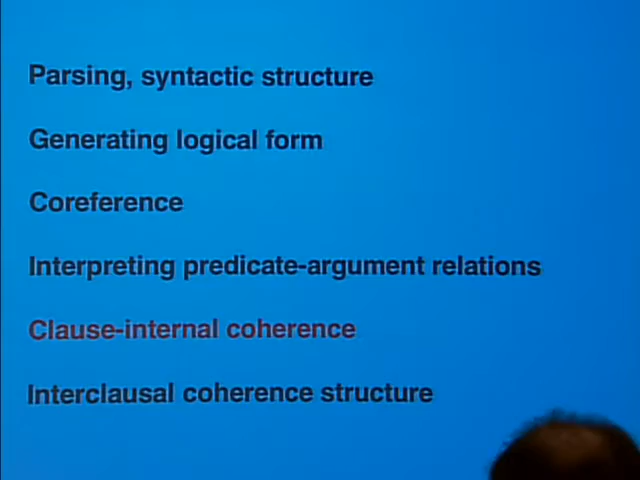 Parsing, syntactic structure
Generating logical form
Coreference
Interpreting predicate-argument relations
Clause-internal coherence
Interclausal coherence structure